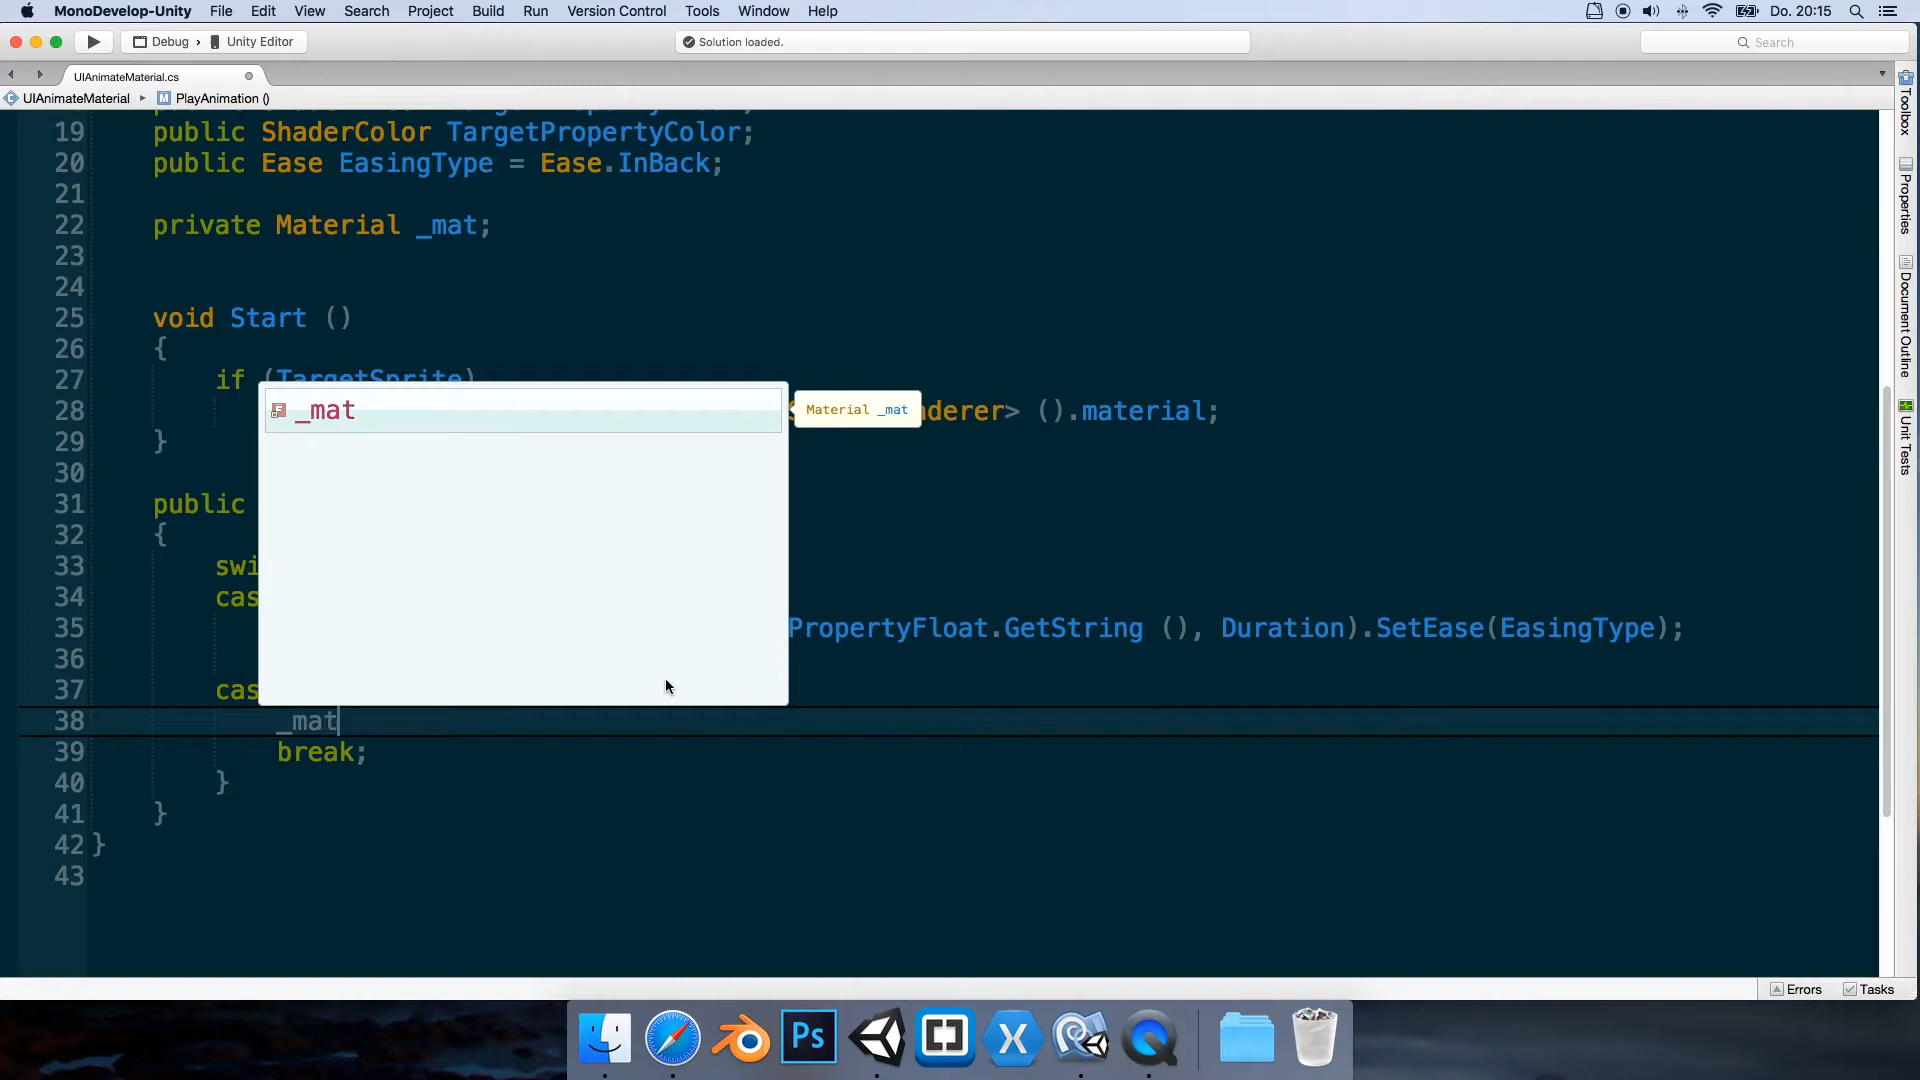 MonoDevelop-Unity File Edit View Search Project Build Run Version Control Tools Window Help Do. 20:15
Debug › Unity Editor Solution loaded. Search
UIAnimateMaterial.cs
UIAnimateMaterial ▸ M PlayAnimation ()
19 public ShaderColor TargetPropertyColor;
20 public Ease EasingType = Ease.InBack;
21
22 private Material _mat;
23
24
25 void Start ()
26 {
27 if (TargetSprite)
28 derer> ().material;
_mat
Material _mat
29 }
30
31 public
32 {
33 swi
34 cas
35 PropertyFloat.GetString (), Duration).SetEase(EasingType);
36
37 cas
38 _mat
39 break;
40 }
41 }
42 }
43
Toolbox
Properties
Document Outline
Unit Tests
Errors Tasks
Ps
X